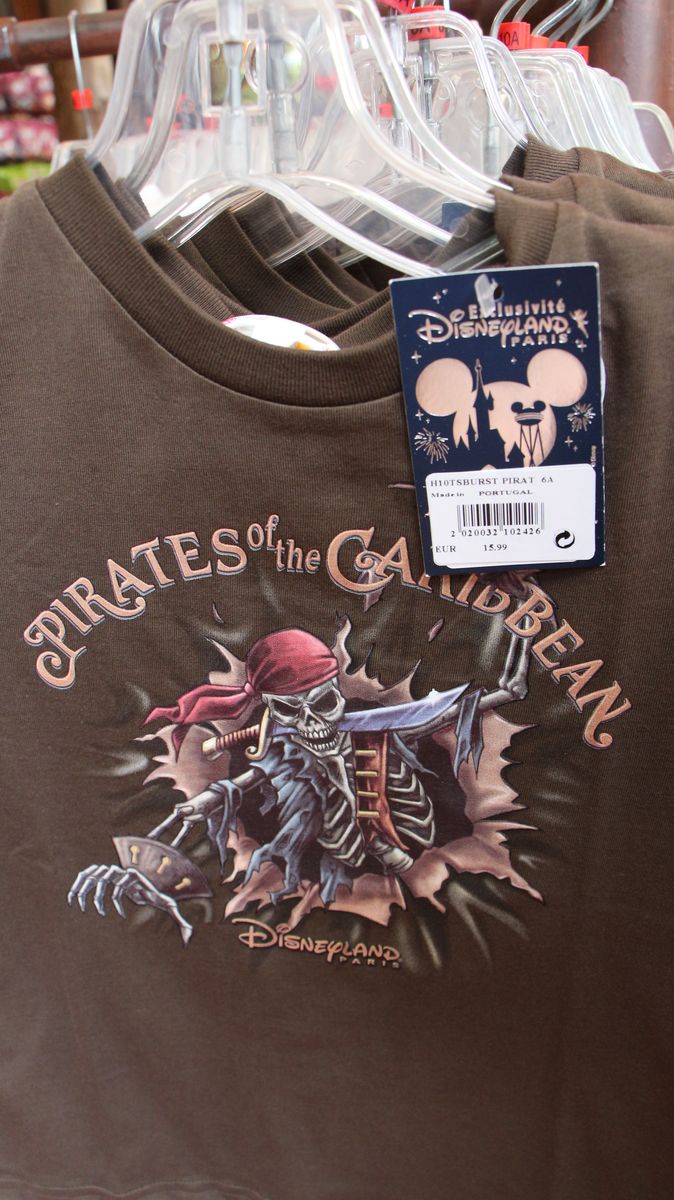 10A
Exclusivité
DISNEYLAND
PARIS
H10TSBURST PIRAT 6A
Made in PORTUGAL
2 020032 102426
EUR 15.99
PIRATES of the CARIBBEAN
DISNEYLAND
PARIS